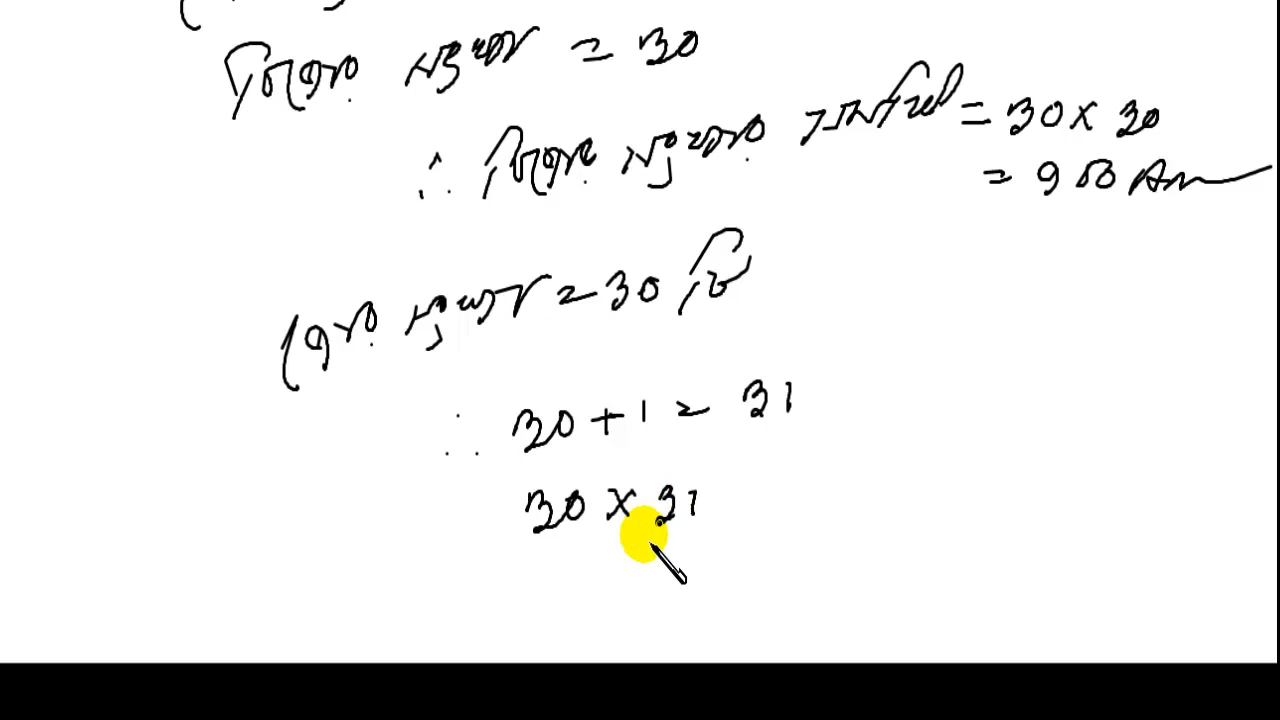 বিজোড় সংখ্যা = 30
∴ বিজোড় সংখ্যার সমষ্টি = 30 x 30
= 900 Ans
জোড় সংখ্যা = 30 টি
∴ 30 + 1 = 31
30 x 31